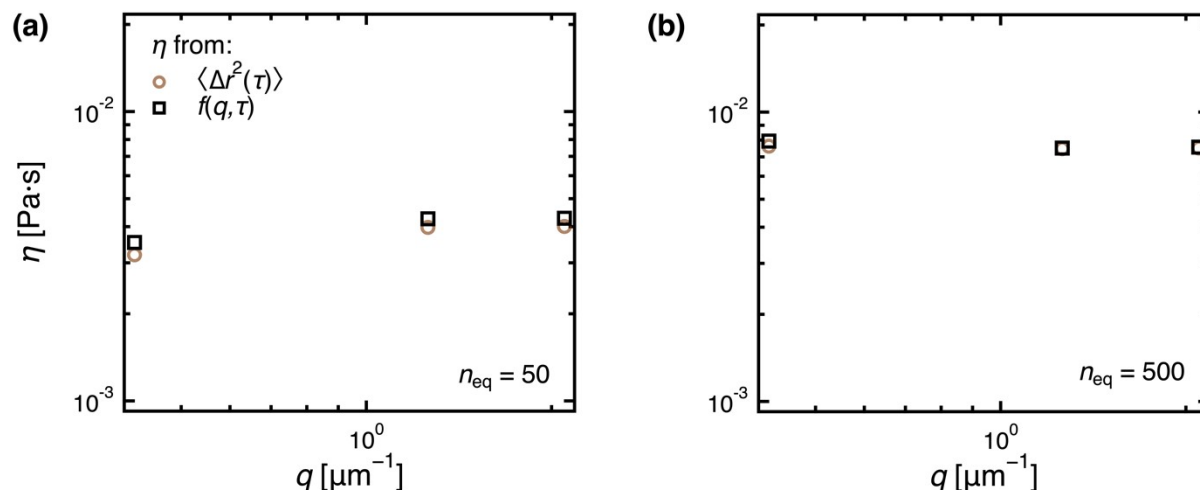 (a)
η from:
⟨Δr²(τ)⟩
f(q,τ)
10⁻²
η [Pa·s]
10⁻³
n_eq = 50
10⁰
q [μm⁻¹]
(b)
10⁻²
10⁻³
n_eq = 500
10⁰
q [μm⁻¹]